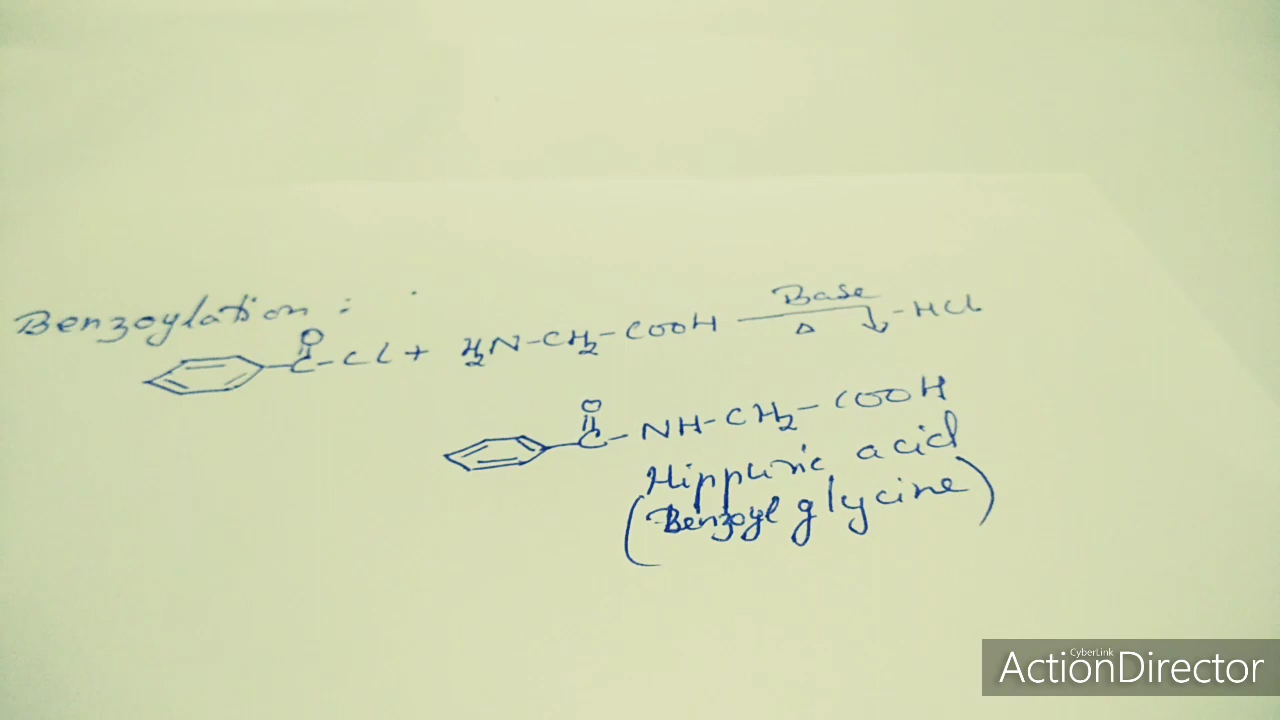 Benzoylation :
O
C-Cl + H2N-CH2-COOH Base Δ -HCl
O
C-NH-CH2-COOH
Hippuric acid
(Benzoyl glycine)
CyberLink
ActionDirector